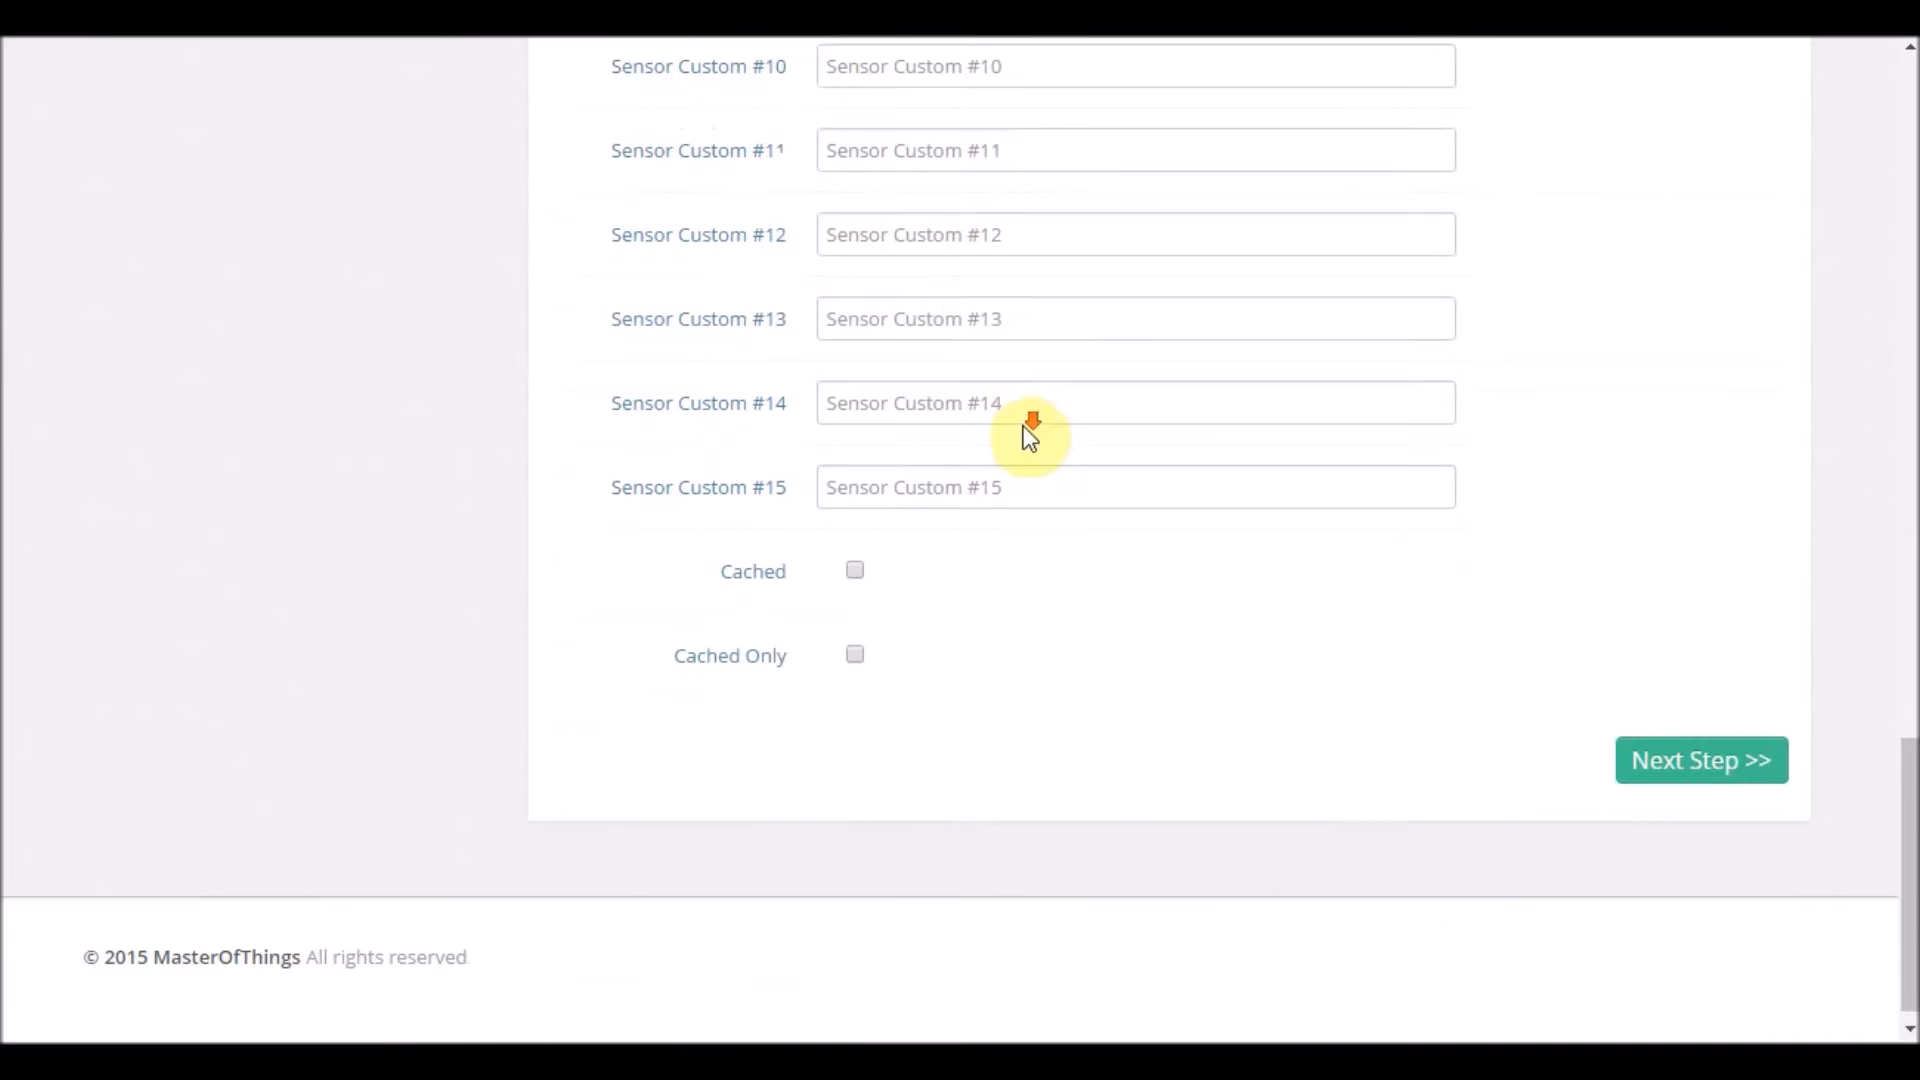 Sensor Custom #10 Sensor Custom #10
Sensor Custom #11 Sensor Custom #11
Sensor Custom #12 Sensor Custom #12
Sensor Custom #13 Sensor Custom #13
Sensor Custom #14 Sensor Custom #14
Sensor Custom #15 Sensor Custom #15
Cached
Cached Only
Next Step >>
© 2015 MasterOfThings All rights reserved.